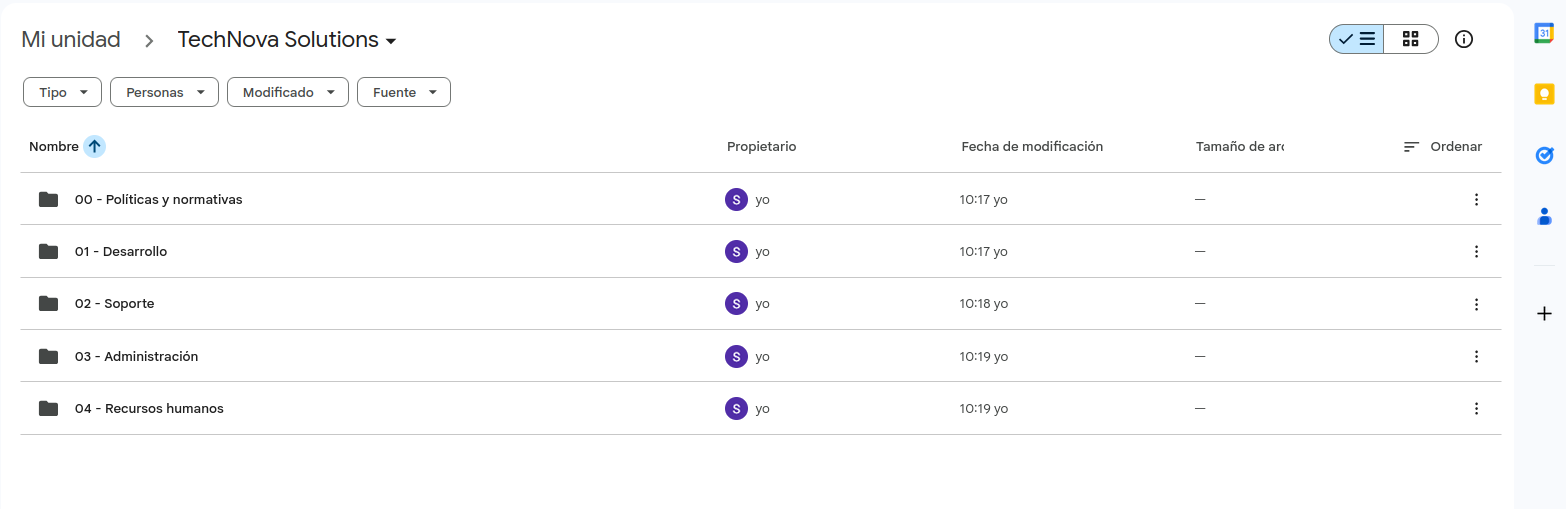 Mi unidad > TechNova Solutions
Tipo Personas Modificado Fuente
Nombre Propietario Fecha de modificación Tamaño de arc Ordenar
00 - Políticas y normativas S yo 10:17 yo —
01 - Desarrollo S yo 10:17 yo —
02 - Soporte S yo 10:18 yo —
03 - Administración S yo 10:19 yo —
04 - Recursos humanos S yo 10:19 yo —
31